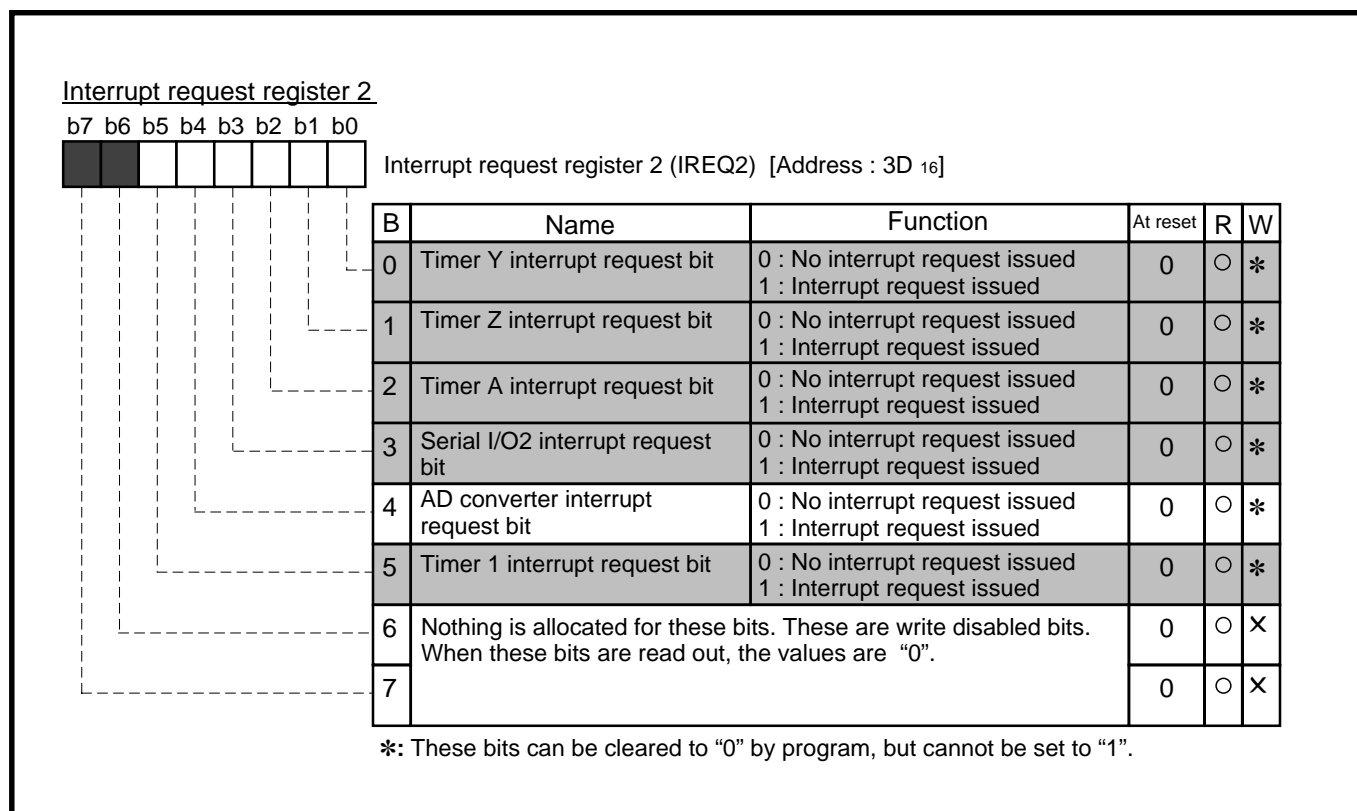 Interrupt request register 2
b7 b6 b5 b4 b3 b2 b1 b0
Interrupt request register 2 (IREQ2) [Address : 3D 16]
B Name Function At reset R W
0 Timer Y interrupt request bit 0 : No interrupt request issued 0 ○ ✻
1 : Interrupt request issued
1 Timer Z interrupt request bit 0 : No interrupt request issued 0 ○ ✻
1 : Interrupt request issued
2 Timer A interrupt request bit 0 : No interrupt request issued 0 ○ ✻
1 : Interrupt request issued
3 Serial I/O2 interrupt request 0 : No interrupt request issued 0 ○ ✻
bit 1 : Interrupt request issued
4 AD converter interrupt 0 : No interrupt request issued 0 ○ ✻
request bit 1 : Interrupt request issued
5 Timer 1 interrupt request bit 0 : No interrupt request issued 0 ○ ✻
1 : Interrupt request issued
6 Nothing is allocated for these bits. These are write disabled bits. 0 ○ ×
When these bits are read out, the values are “0”.
7 0 ○ ×
✻: These bits can be cleared to “0” by program, but cannot be set to “1”.